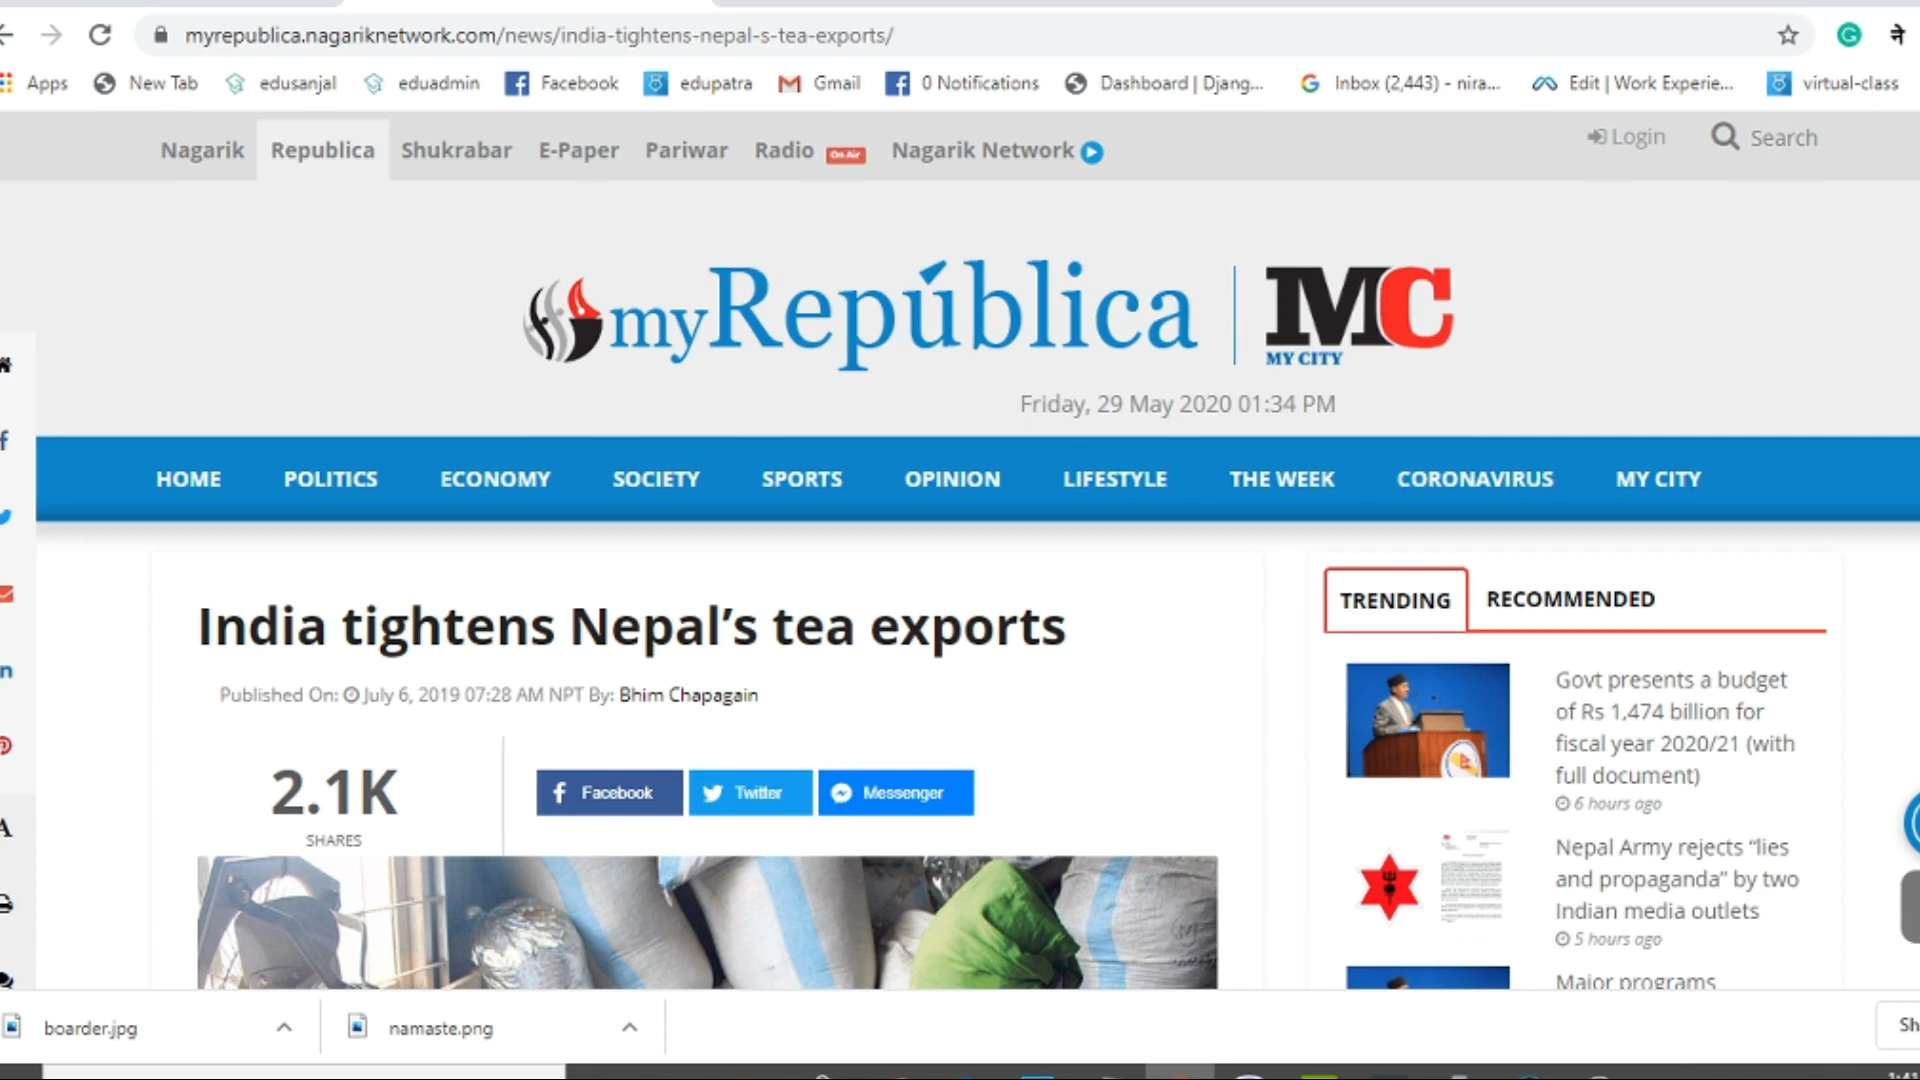 myrepublica.nagariknetwork.com/news/india-tightens-nepal-s-tea-exports/
Apps New Tab edusanjal eduadmin Facebook edupatra Gmail 0 Notifications Dashboard | Djang... Inbox (2,443) - nira... Edit | Work Experie... virtual-class
Nagarik Republica Shukrabar E-Paper Pariwar Radio On Air Nagarik Network Login Search
myRepública MC
MY CITY
Friday, 29 May 2020 01:34 PM
HOME POLITICS ECONOMY SOCIETY SPORTS OPINION LIFESTYLE THE WEEK CORONAVIRUS MY CITY
India tightens Nepal’s tea exports
Published On: July 6, 2019 07:28 AM NPT By: Bhim Chapagain
2.1K
SHARES
Facebook Twitter Messenger
TRENDING RECOMMENDED
Govt presents a budget
of Rs 1,474 billion for
fiscal year 2020/21 (with
full document)
6 hours ago
Nepal Army rejects “lies
and propaganda” by two
Indian media outlets
5 hours ago
Major programs
boarder.jpg namaste.png